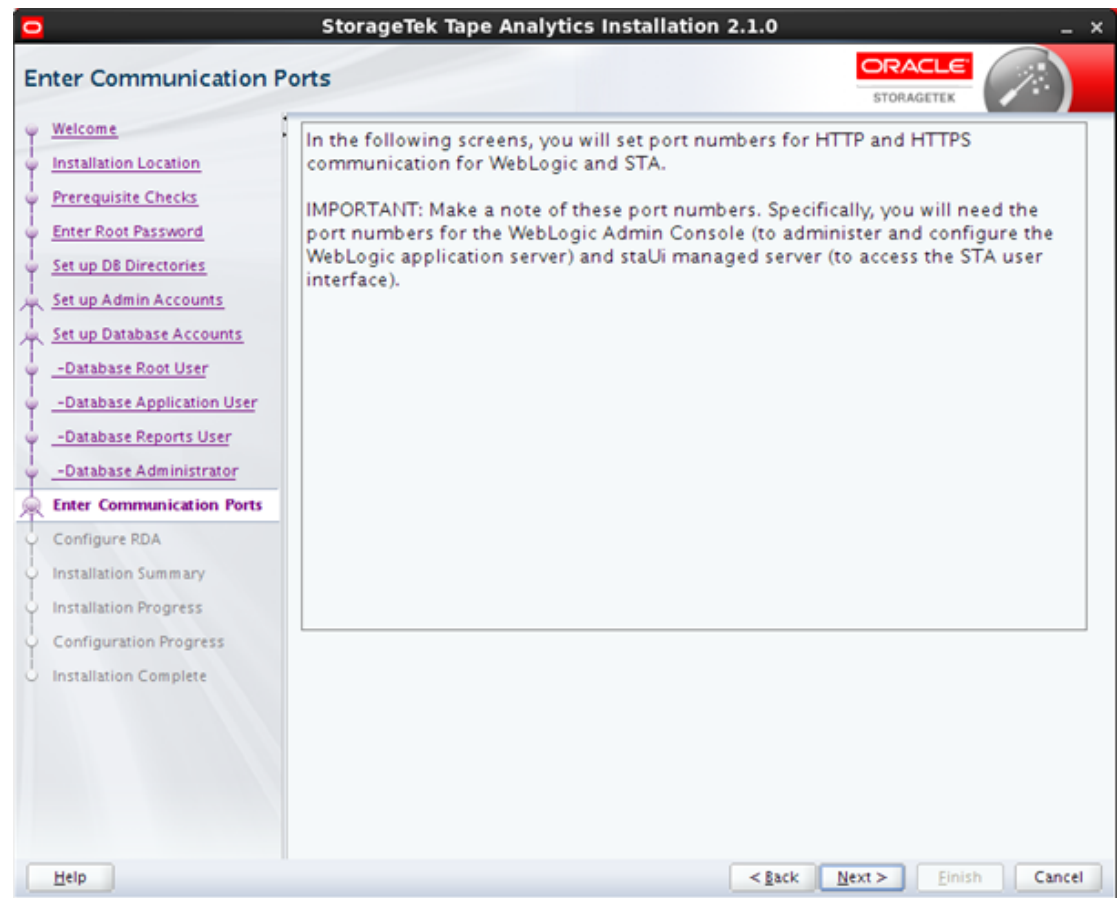 StorageTek Tape Analytics Installation 2.1.0
Enter Communication Ports
ORACLE
STORAGETEK
Welcome
Installation Location
Prerequisite Checks
Enter Root Password
Set up DB Directories
Set up Admin Accounts
Set up Database Accounts
-Database Root User
-Database Application User
-Database Reports User
-Database Administrator
Enter Communication Ports
Configure RDA
Installation Summary
Installation Progress
Configuration Progress
Installation Complete
In the following screens, you will set port numbers for HTTP and HTTPS
communication for WebLogic and STA.
IMPORTANT: Make a note of these port numbers. Specifically, you will need the
port numbers for the WebLogic Admin Console (to administer and configure the
WebLogic application server) and staUi managed server (to access the STA user
interface).
Help
< Back
Next >
Finish
Cancel